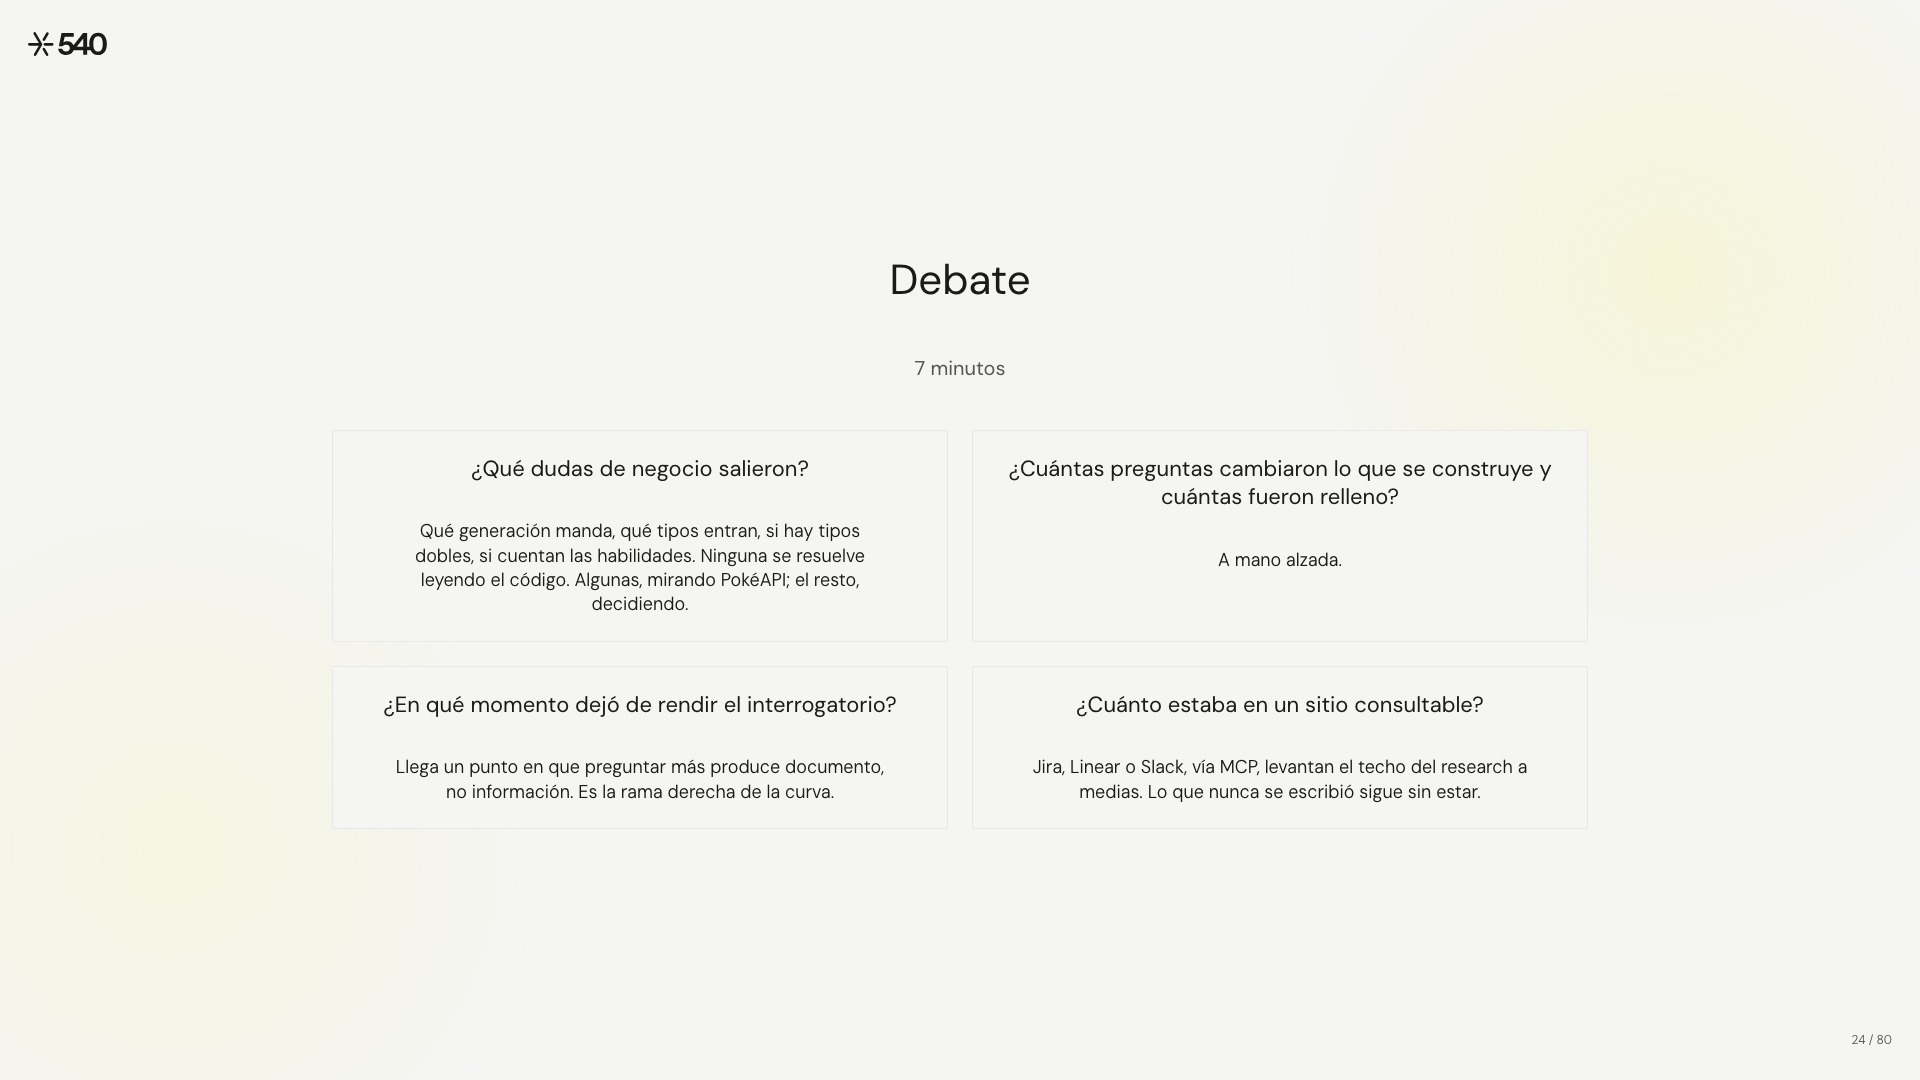 540
Debate
7 minutos
¿Qué dudas de negocio salieron?
Qué generación manda, qué tipos entran, si hay tipos
dobles, si cuentan las habilidades. Ninguna se resuelve
leyendo el código. Algunas, mirando PokéAPI; el resto,
decidiendo.
¿Cuántas preguntas cambiaron lo que se construye y
cuántas fueron relleno?
A mano alzada.
¿En qué momento dejó de rendir el interrogatorio?
Llega un punto en que preguntar más produce documento,
no información. Es la rama derecha de la curva.
¿Cuánto estaba en un sitio consultable?
Jira, Linear o Slack, vía MCP, levantan el techo del research a
medias. Lo que nunca se escribió sigue sin estar.
24 / 80